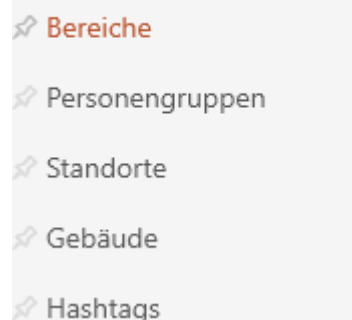 Bereiche
Personengruppen
Standorte
Gebäude
Hashtags